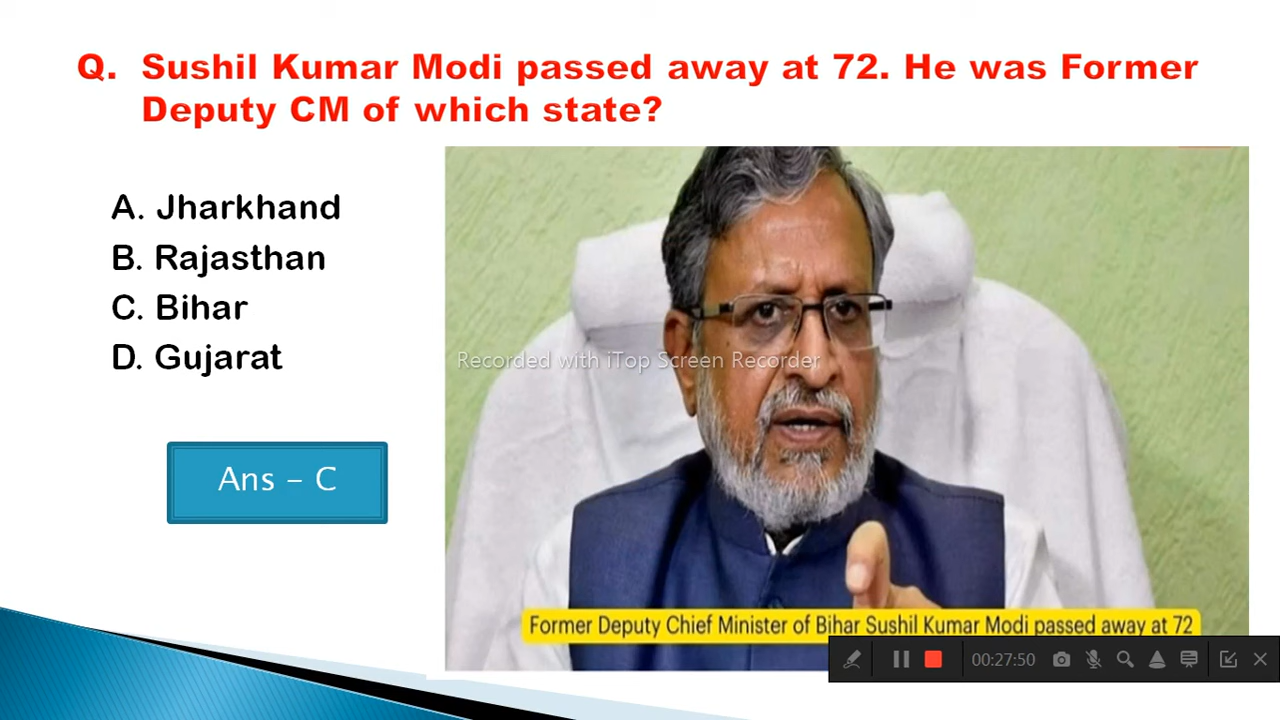 Q. Sushil Kumar Modi passed away at 72. He was Former
Deputy CM of which state?
A. Jharkhand
B. Rajasthan
C. Bihar
D. Gujarat
Recorded with iTop Screen Recorder
Ans – C
Former Deputy Chief Minister of Bihar Sushil Kumar Modi passed away at 72
00:27:50